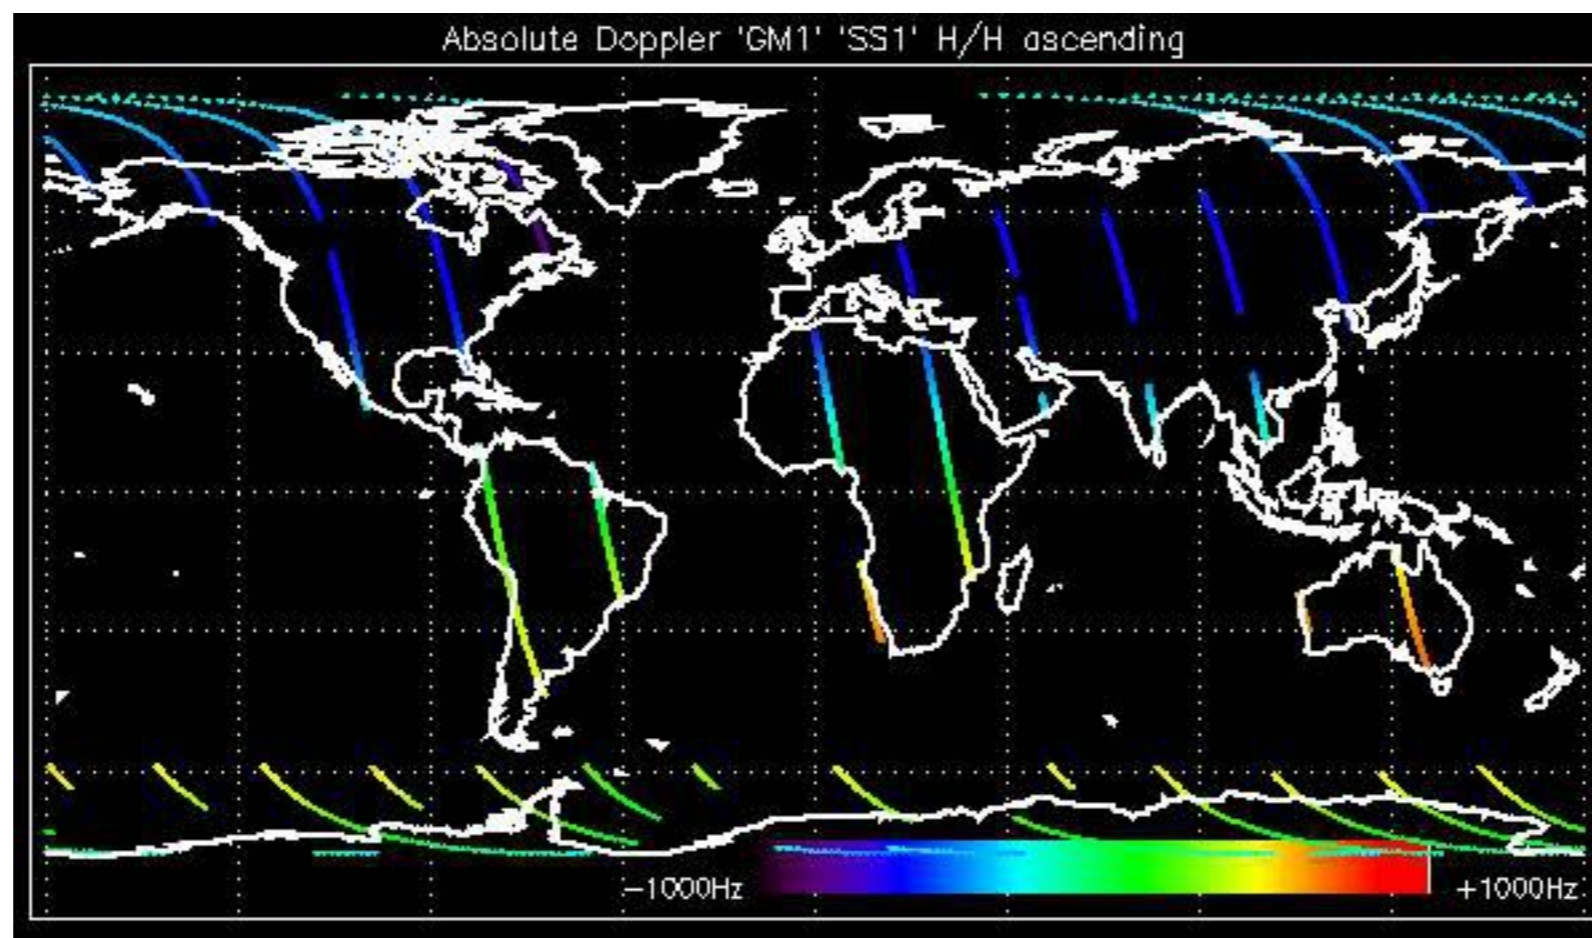 Absolute Doppler 'GM1' 'SS1' H/H ascending
−1000Hz
+1000Hz